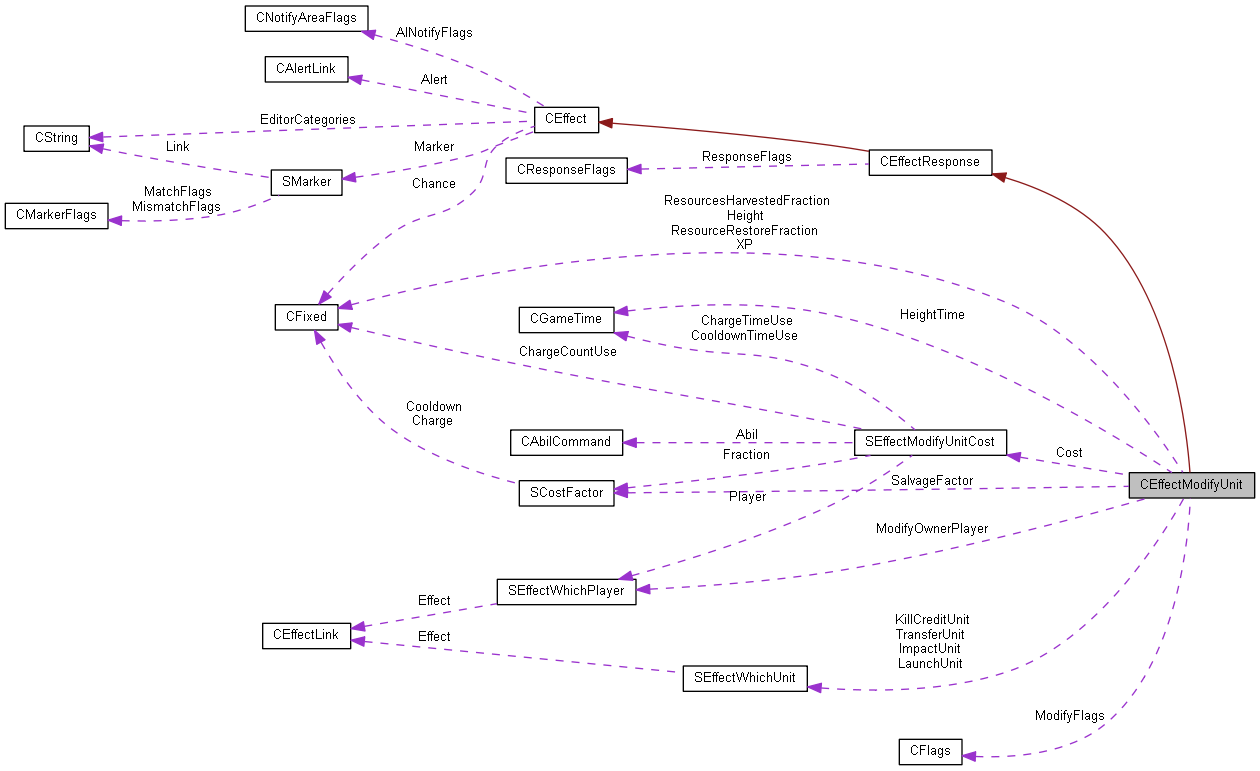 CNotifyAreaFlags
AINotifyFlags
CAlertLink
Alert
CEffect
EditorCategories
CString
Link
Marker
SMarker
Chance
MatchFlags
MismatchFlags
CMarkerFlags
ResponseFlags
CResponseFlags
CEffectResponse
ResourcesHarvestedFraction
Height
ResourceRestoreFraction
XP
CFixed
CGameTime
HeightTime
ChargeTimeUse
CooldownTimeUse
ChargeCountUse
Cooldown
Charge
CAbilCommand
Abil
SEffectModifyUnitCost
Cost
Fraction
SCostFactor
SalvageFactor
CEffectModifyUnit
Player
ModifyOwnerPlayer
SEffectWhichPlayer
Effect
CEffectLink
Effect
KillCreditUnit
TransferUnit
ImpactUnit
LaunchUnit
SEffectWhichUnit
ModifyFlags
CFlags